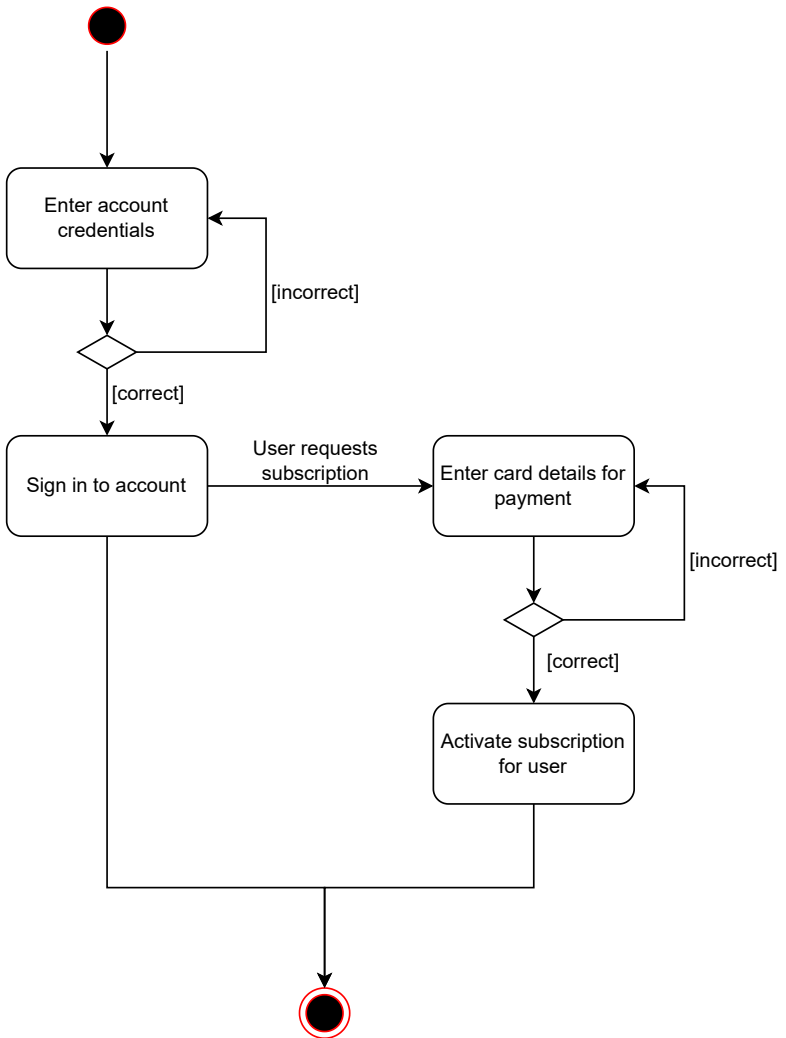 Enter account
credentials
[incorrect]
[correct]
Sign in to account
User requests
subscription
Enter card details for
payment
[incorrect]
[correct]
Activate subscription
for user